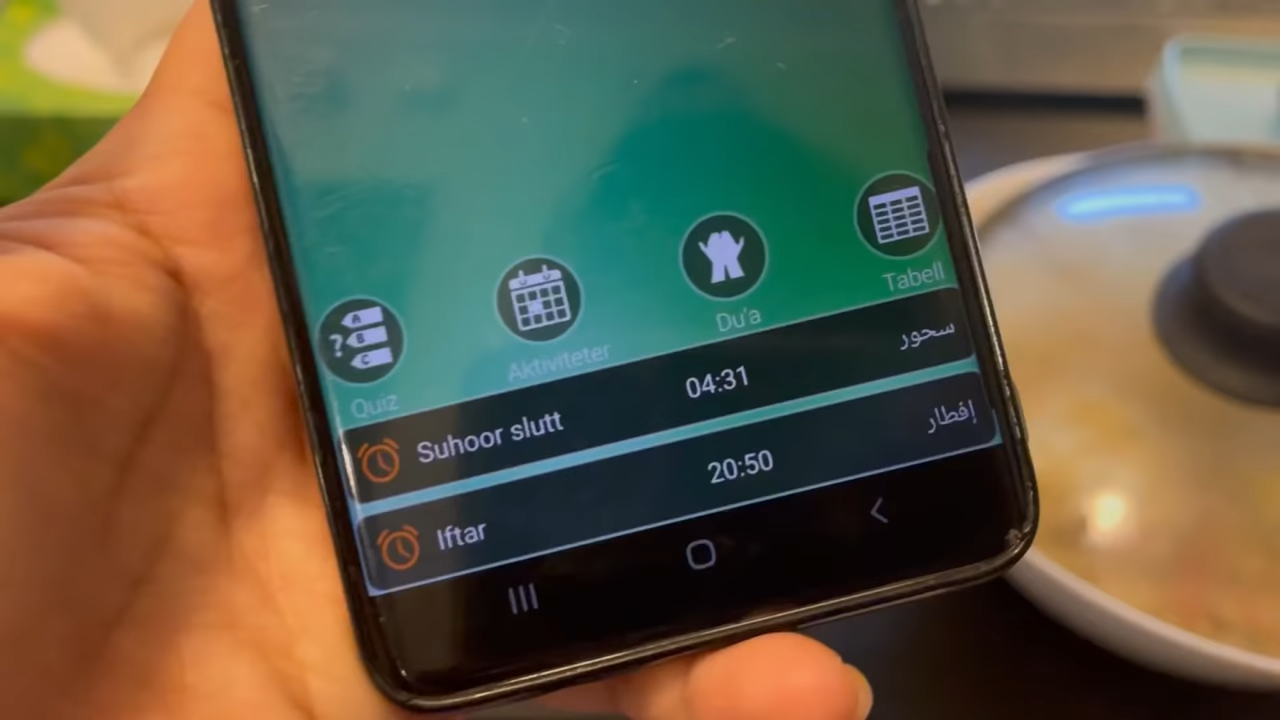 Quiz
Aktiviteter
Du'a
Tabell
? A B C
Suhoor slutt 04:31 سحور
Iftar 20:50 إفطار